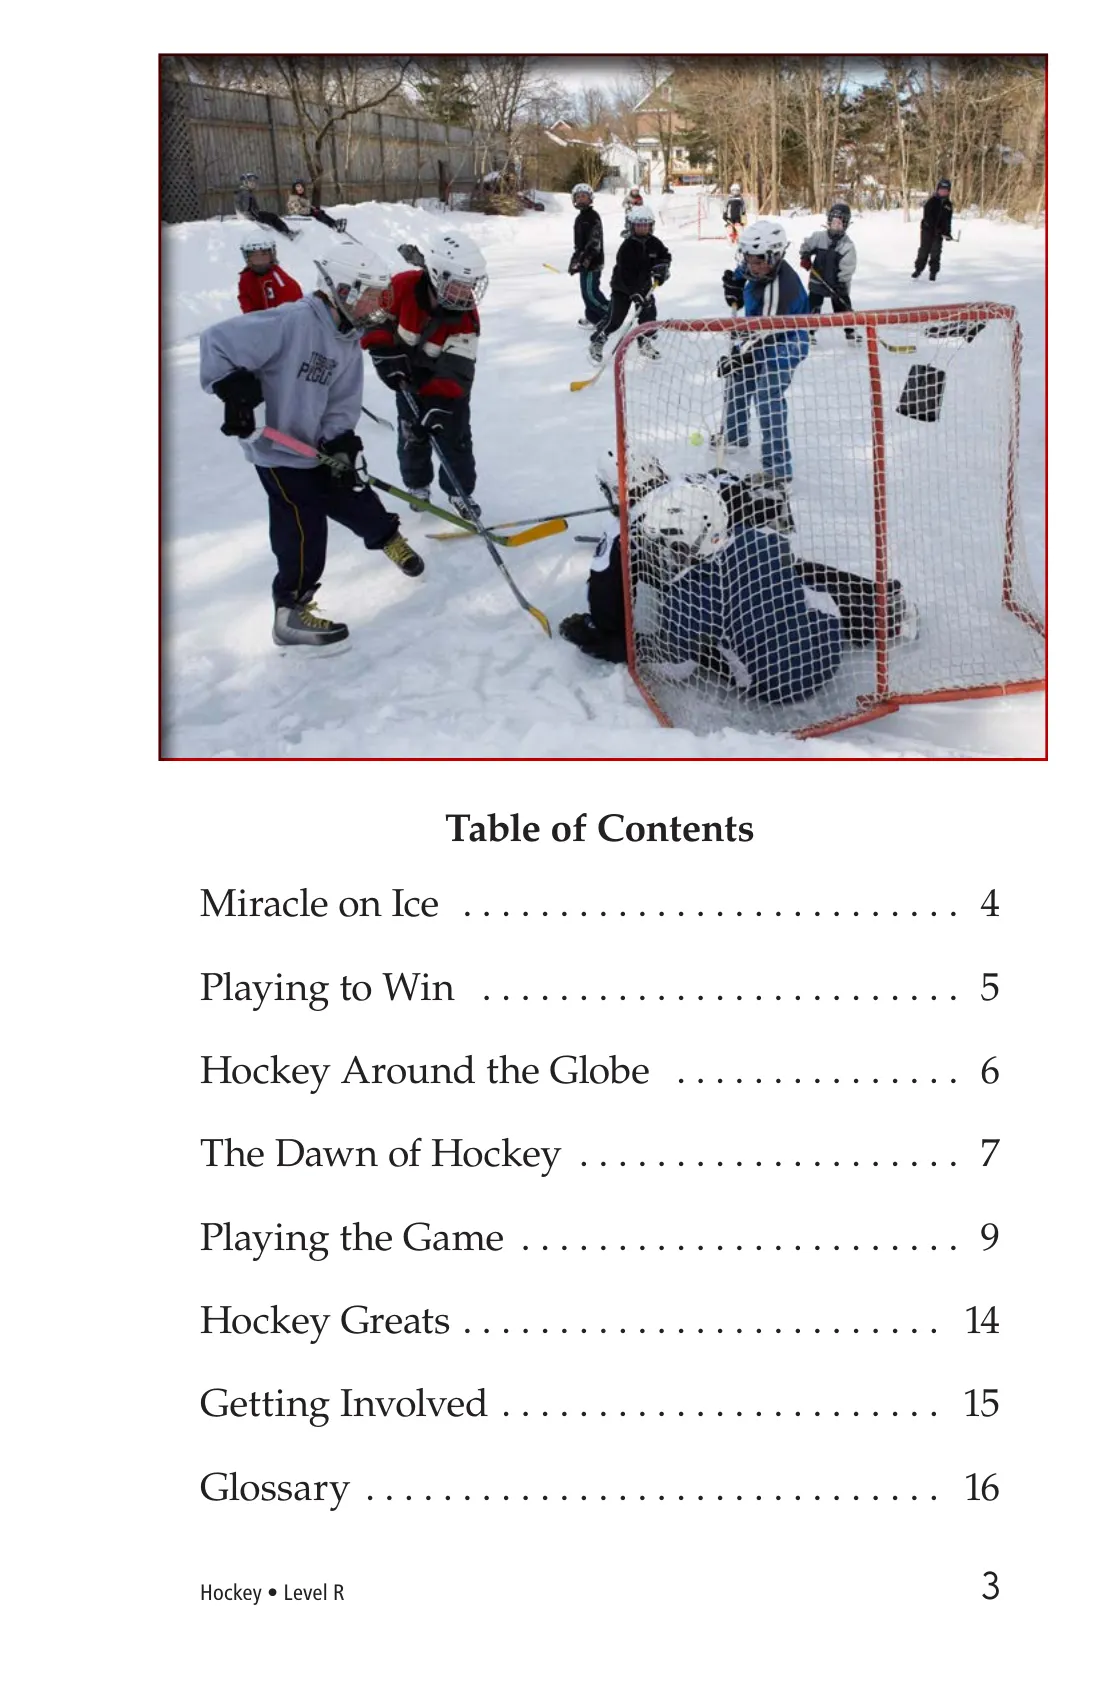 Table of Contents
Miracle on Ice . . . . . . . . . . . . . . . . . . . . . . . . . . 4
Playing to Win . . . . . . . . . . . . . . . . . . . . . . . . . 5
Hockey Around the Globe . . . . . . . . . . . . . . . 6
The Dawn of Hockey . . . . . . . . . . . . . . . . . . . . 7
Playing the Game . . . . . . . . . . . . . . . . . . . . . . . 9
Hockey Greats . . . . . . . . . . . . . . . . . . . . . . . . . 14
Getting Involved . . . . . . . . . . . . . . . . . . . . . . . 15
Glossary . . . . . . . . . . . . . . . . . . . . . . . . . . . . . . 16
Hockey • Level R 3